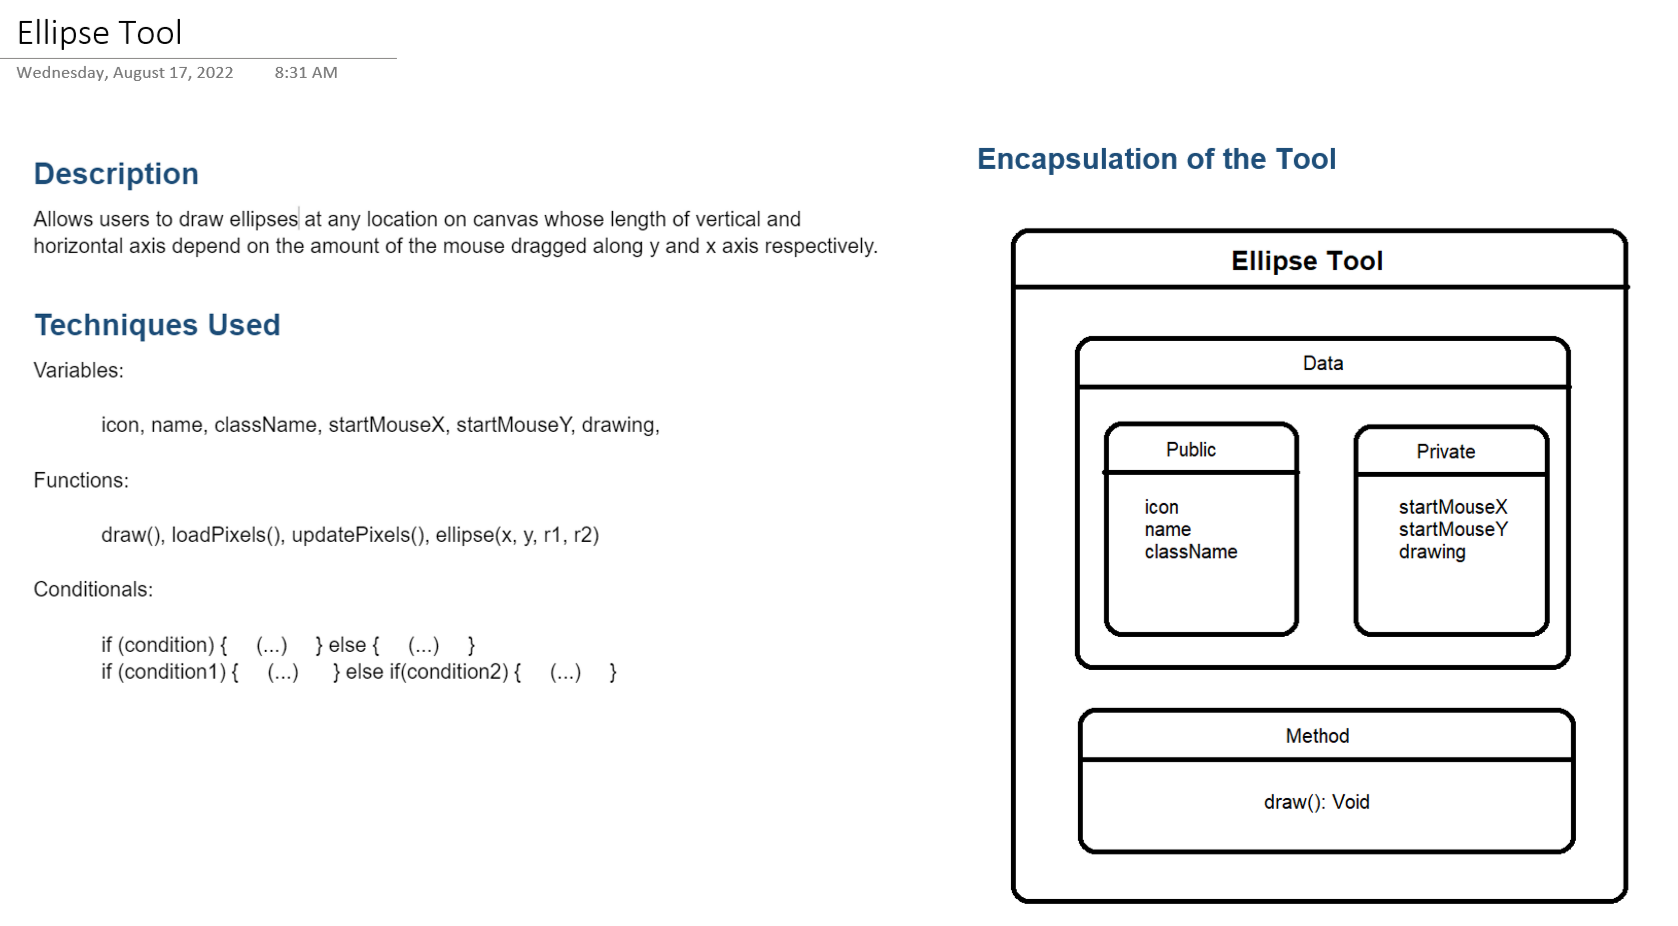 Ellipse Tool
Wednesday, August 17, 2022 8:31 AM
Description
Allows users to draw ellipses at any location on canvas whose length of vertical and
horizontal axis depend on the amount of the mouse dragged along y and x axis respectively.
Techniques Used
Variables:
icon, name, className, startMouseX, startMouseY, drawing,
Functions:
draw(), loadPixels(), updatePixels(), ellipse(x, y, r1, r2)
Conditionals:
if (condition) { (...) } else { (...) }
if (condition1) { (...) } else if(condition2) { (...) }
Encapsulation of the Tool
Ellipse Tool
Data
Public
icon
name
className
Private
startMouseX
startMouseY
drawing
Method
draw(): Void